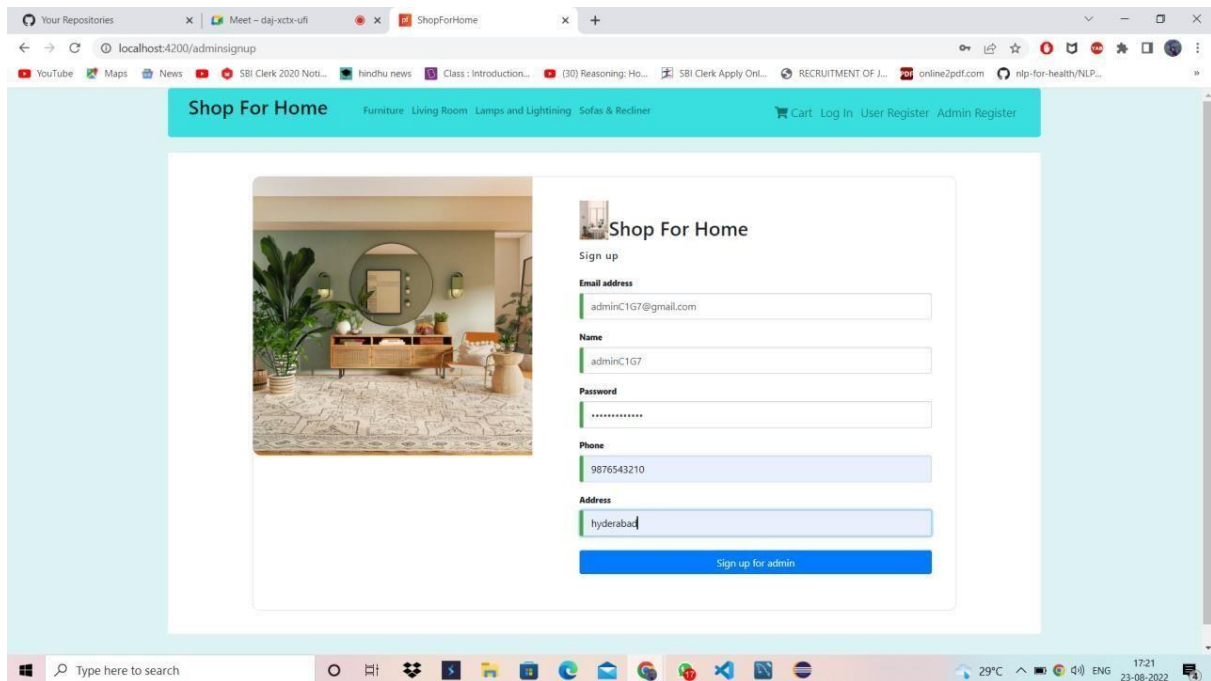 Your Repositories
Meet – daj-xctx-ufi
ShopForHome
localhost:4200/adminsignup
YouTube Maps News SBI Clerk 2020 Noti... hindhu news Class : Introduction... (30) Reasoning: Ho... SBI Clerk Apply Onl... RECRUITMENT OF J... online2pdf.com nlp-for-health/NLP...
Shop For Home Furniture Living Room Lamps and Lightining Sofas & Recliner Cart Log In User Register Admin Register
Shop For Home
Sign up
Email address
adminC1G7@gmail.com
Name
adminC1G7
Password
Phone
9876543210
Address
hyderabad
Sign up for admin
Type here to search
29°C ENG 17:21
23-08-2022